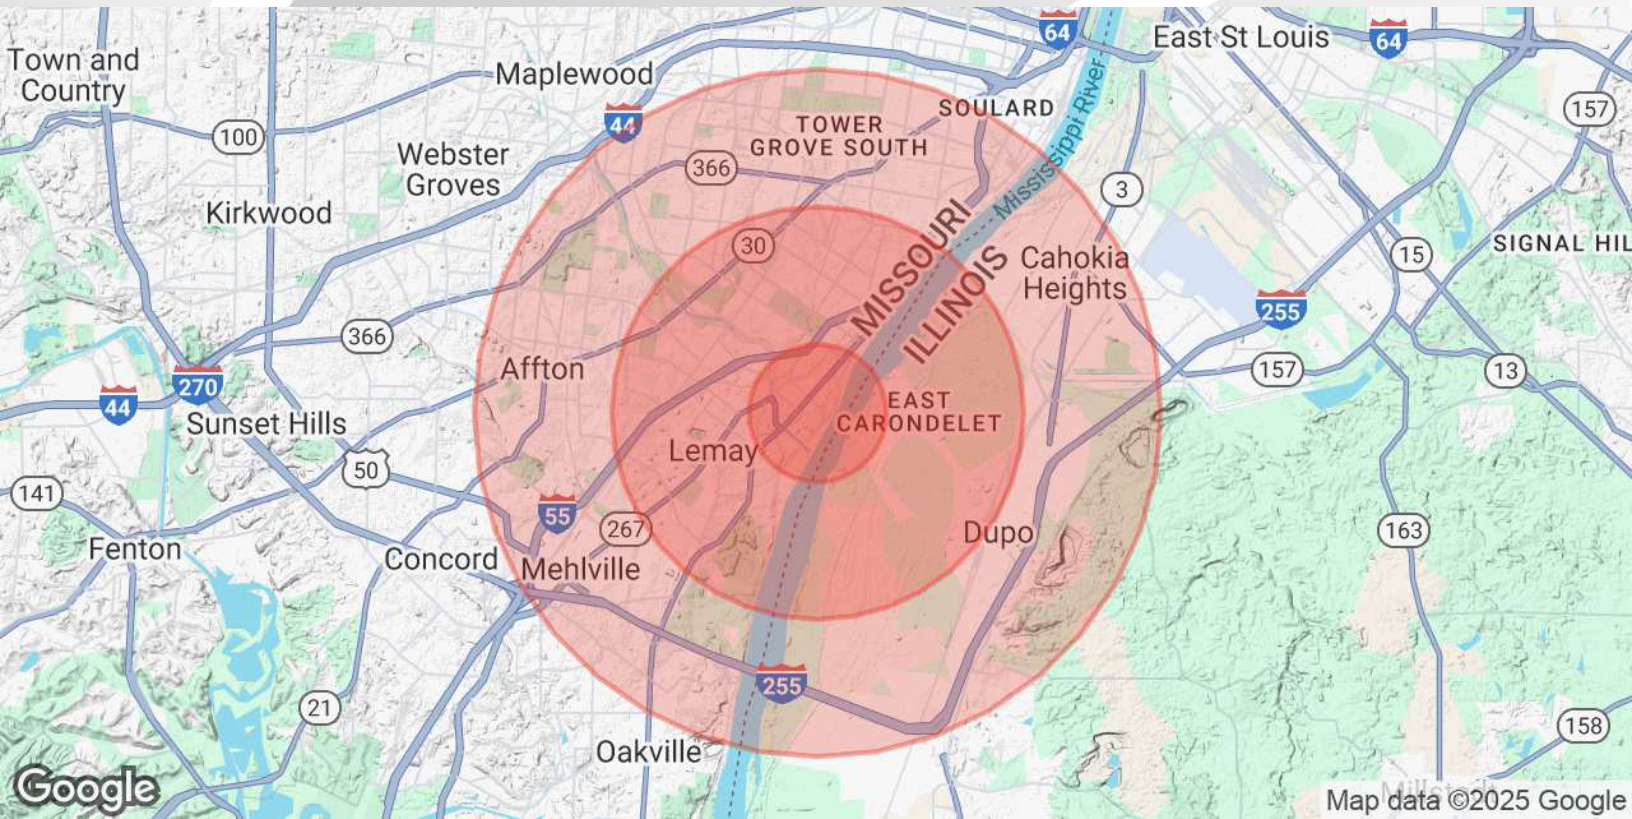 64
East St Louis
64
Town and
Country
Maplewood
SOULARD
157
44
TOWER
GROVE SOUTH
100
Webster
Groves
366
Mississippi River
3
Kirkwood
Mississippi River
30
MISSOURI
ILLINOIS
Cahokia
Heights
15
SIGNAL HIL
255
366
Affton
157
13
270
44
Sunset Hills
EAST
CARONDELET
Lemay
50
141
55
267
Dupo
163
Fenton
Concord
Mehlville
255
21
158
Oakville
Google
Map data ©2025 Google